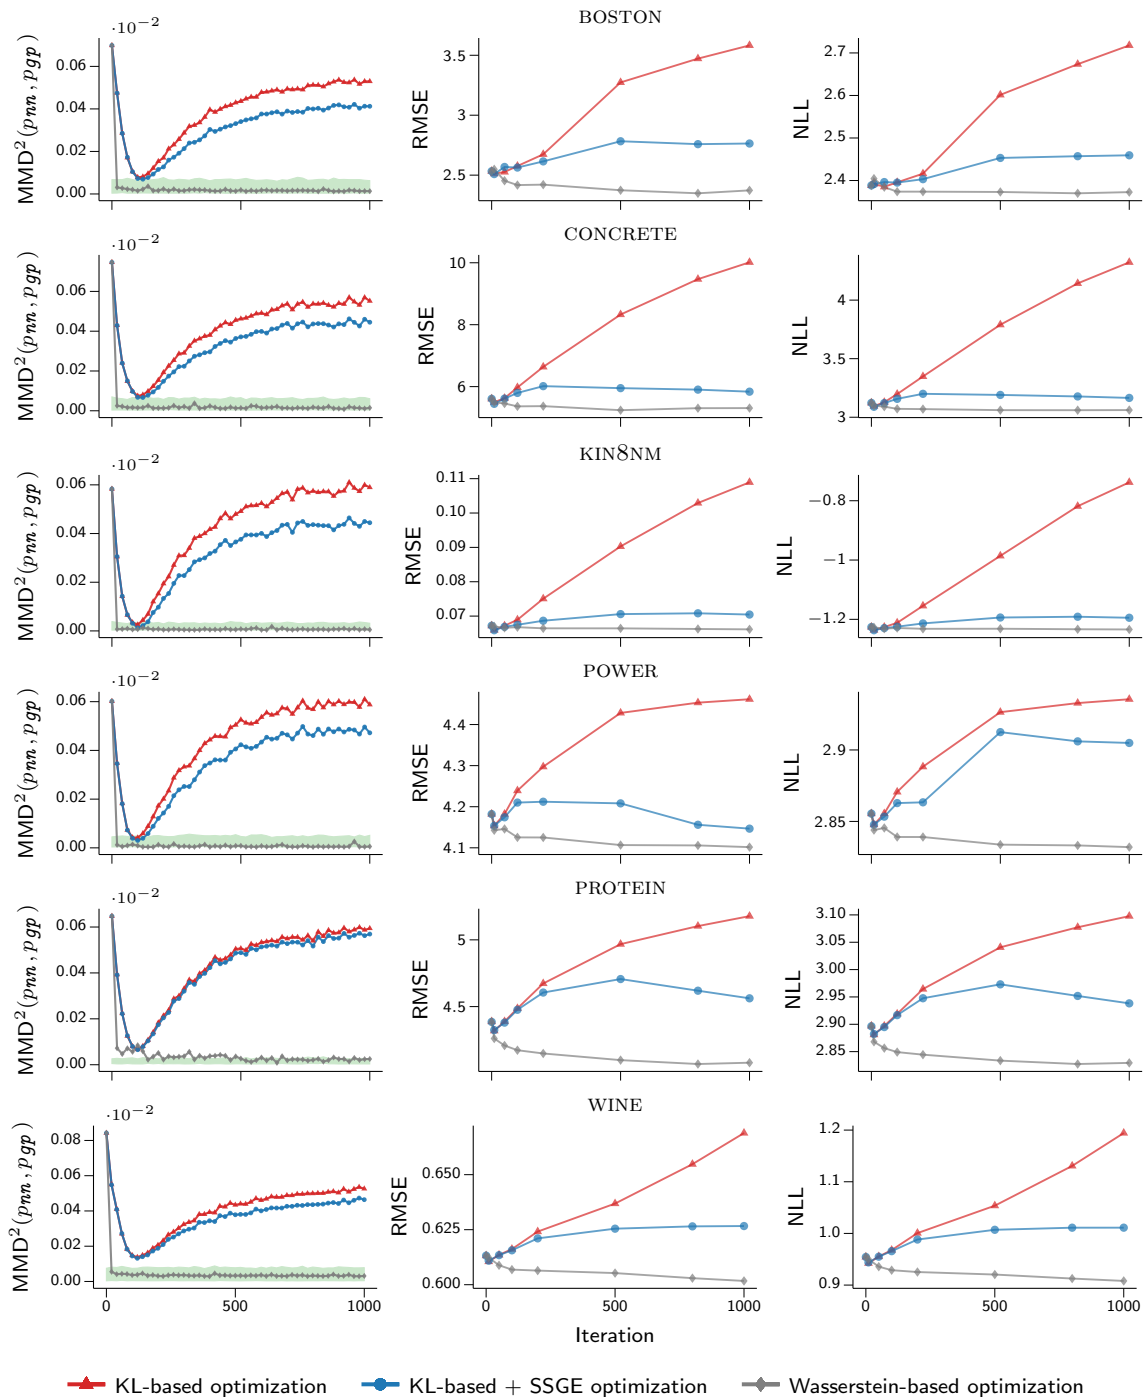 BOSTON
·10⁻²
MMD²(pnn, pgp)
0.06
0.04
0.02
0.00
RMSE
3.5
3
2.5
NLL
2.7
2.6
2.5
2.4
CONCRETE
·10⁻²
MMD²(pnn, pgp)
0.06
0.04
0.02
0.00
RMSE
10
8
6
NLL
4
3.5
3
KIN8NM
·10⁻²
MMD²(pnn, pgp)
0.06
0.04
0.02
0.00
RMSE
0.11
0.10
0.09
0.08
0.07
NLL
−0.8
−1
−1.2
POWER
·10⁻²
MMD²(pnn, pgp)
0.06
0.04
0.02
0.00
RMSE
4.4
4.3
4.2
4.1
NLL
2.9
2.85
PROTEIN
·10⁻²
MMD²(pnn, pgp)
0.06
0.04
0.02
0.00
RMSE
5
4.5
NLL
3.10
3.05
3.00
2.95
2.90
2.85
WINE
·10⁻²
MMD²(pnn, pgp)
0.08
0.06
0.04
0.02
0.00
RMSE
0.650
0.625
0.600
NLL
1.2
1.1
1.0
0.9
0 500 1000 0 500 1000 0 500 1000
Iteration
KL-based optimization KL-based + SSGE optimization Wasserstein-based optimization